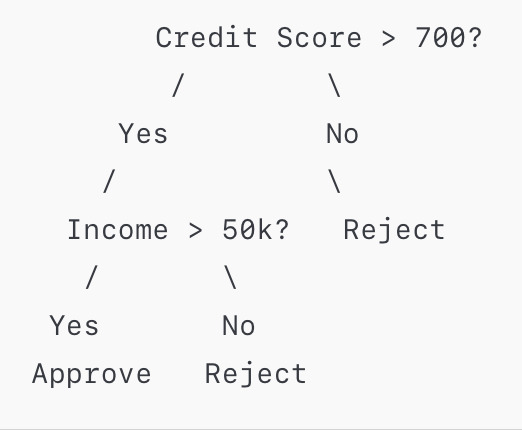 Credit Score > 700?
/ \
Yes No
/ \
Income > 50k? Reject
/ \
Yes No
Approve Reject